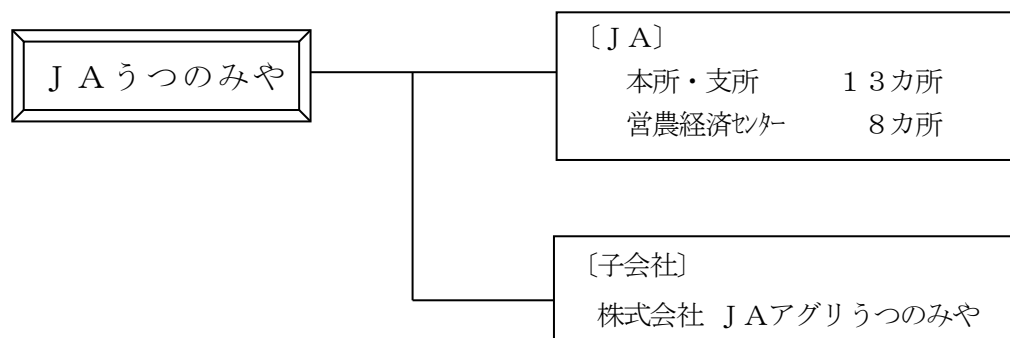 ＪＡうつのみや
〔ＪＡ〕
本所・支所　１３カ所
営農経済ｾﾝﾀｰ　８カ所
〔子会社〕
株式会社　ＪＡアグリうつのみや